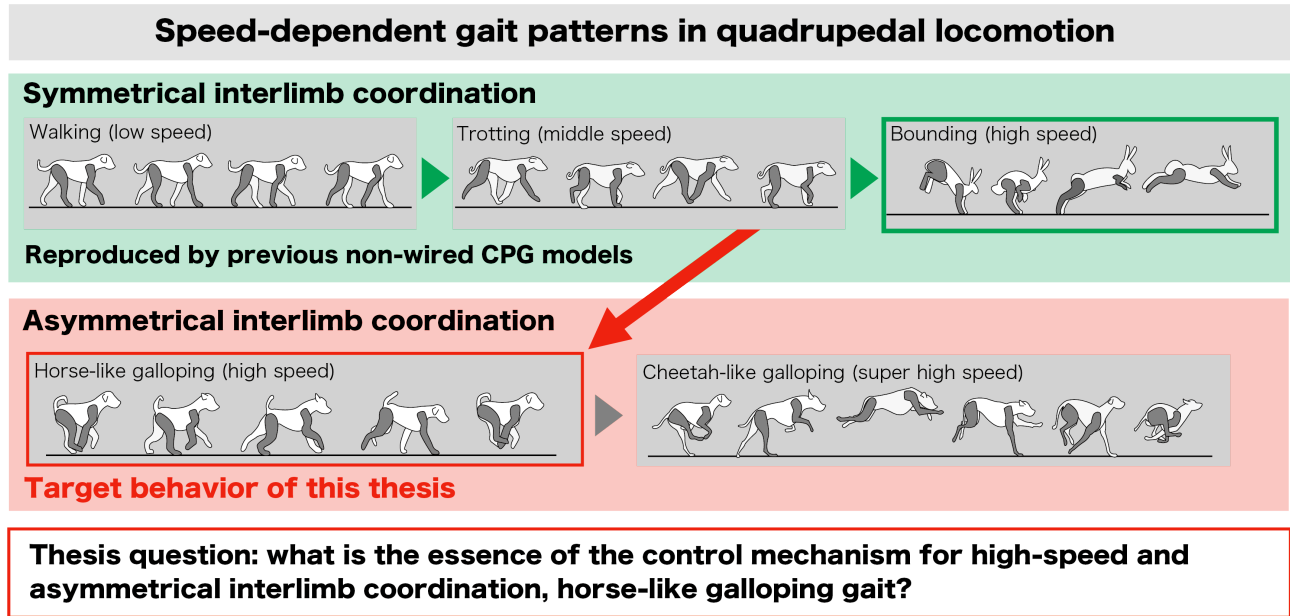 Speed-dependent gait patterns in quadrupedal locomotion
Symmetrical interlimb coordination
Walking (low speed)
Trotting (middle speed)
Bounding (high speed)
Reproduced by previous non-wired CPG models
Asymmetrical interlimb coordination
Horse-like galloping (high speed)
Cheetah-like galloping (super high speed)
Target behavior of this thesis
Thesis question: what is the essence of the control mechanism for high-speed and
asymmetrical interlimb coordination, horse-like galloping gait?